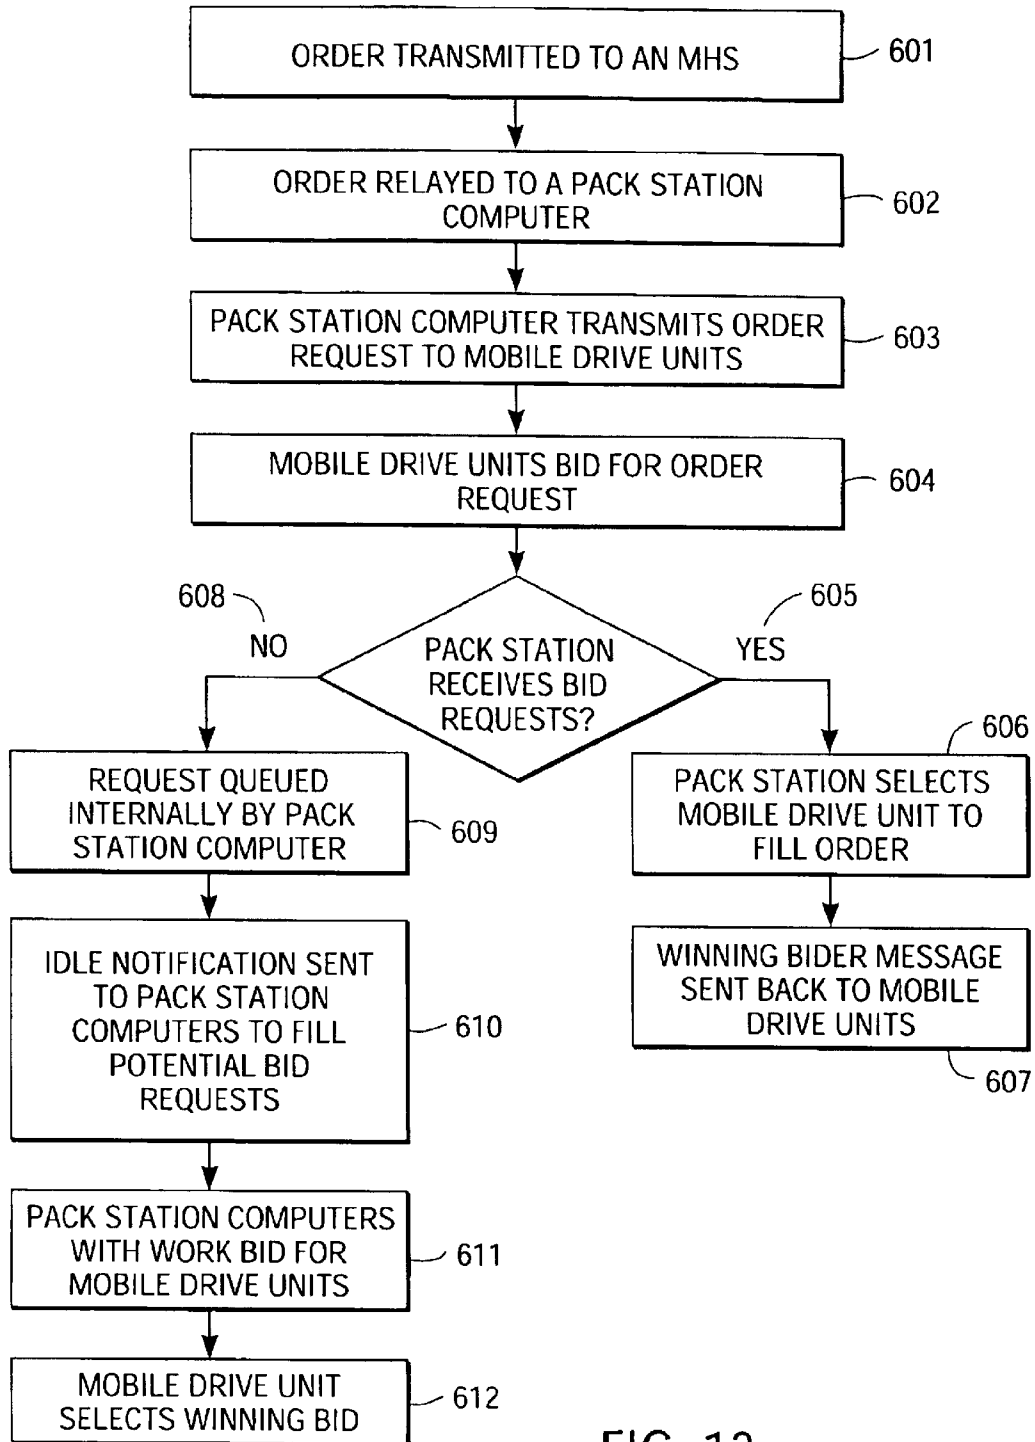 ORDER TRANSMITTED TO AN MHS
601
ORDER RELAYED TO A PACK STATION
COMPUTER
602
PACK STATION COMPUTER TRANSMITS ORDER
REQUEST TO MOBILE DRIVE UNITS
603
MOBILE DRIVE UNITS BID FOR ORDER
REQUEST
604
PACK STATION
RECEIVES BID
REQUESTS?
608
NO
605
YES
REQUEST QUEUED
INTERNALLY BY PACK
STATION COMPUTER
609
606
PACK STATION SELECTS
MOBILE DRIVE UNIT TO
FILL ORDER
IDLE NOTIFICATION SENT
TO PACK STATION
COMPUTERS TO FILL
POTENTIAL BID
REQUESTS
610
WINNING BIDER MESSAGE
SENT BACK TO MOBILE
DRIVE UNITS
607
PACK STATION COMPUTERS
WITH WORK BID FOR
MOBILE DRIVE UNITS
611
MOBILE DRIVE UNIT
SELECTS WINNING BID
612